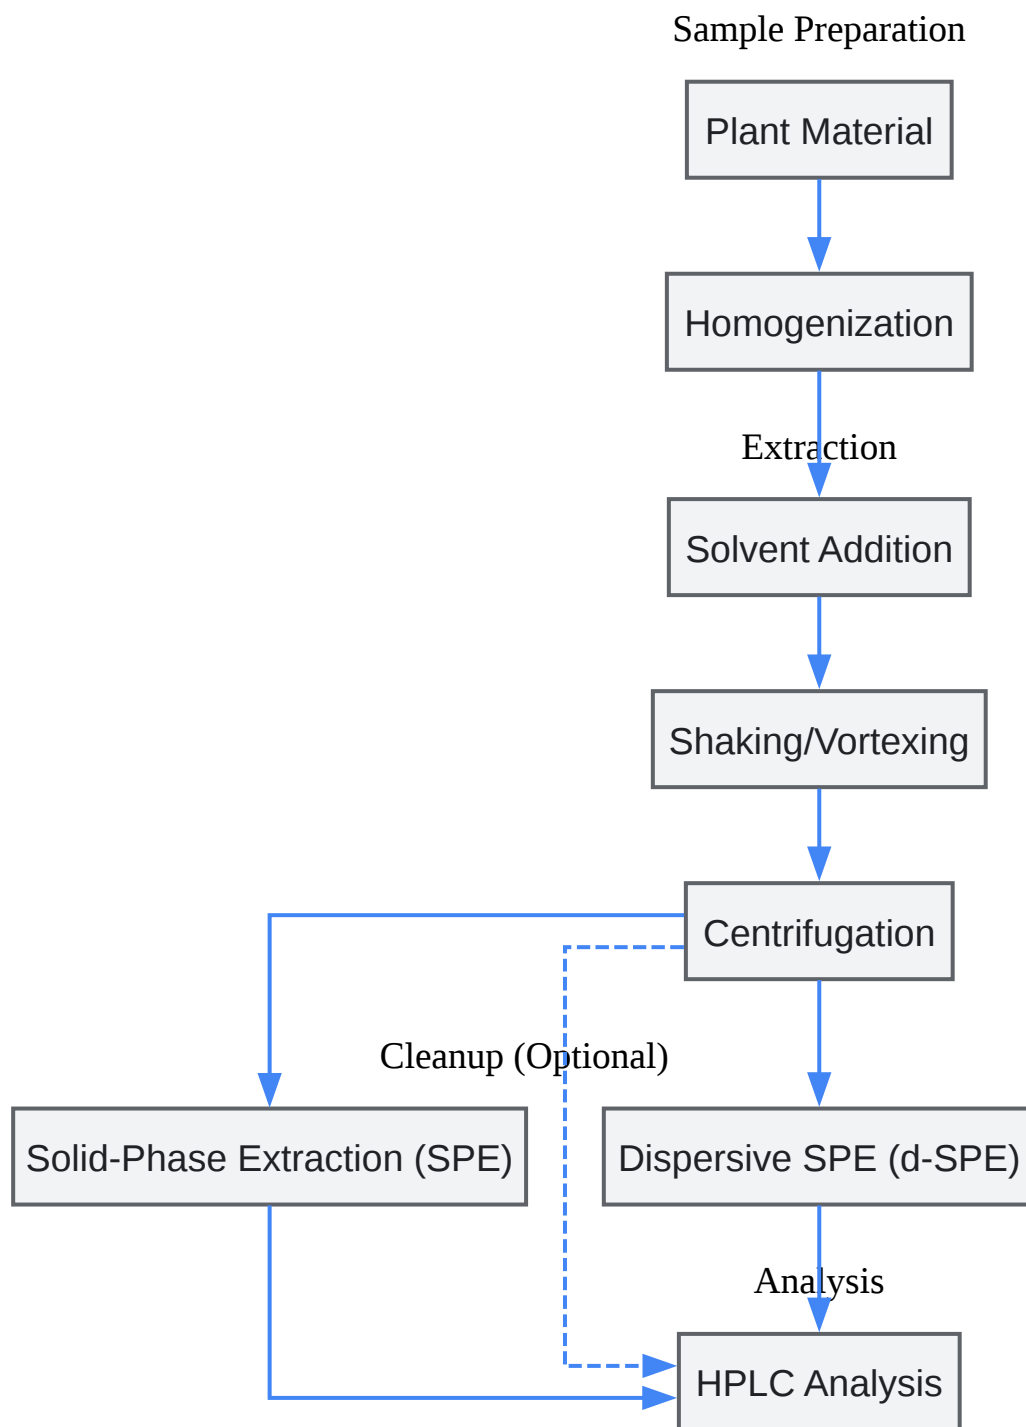 Sample Preparation
Plant Material
Homogenization
Extraction
Solvent Addition
Shaking/Vortexing
Centrifugation
Cleanup (Optional)
Solid-Phase Extraction (SPE)
Dispersive SPE (d-SPE)
Analysis
HPLC Analysis